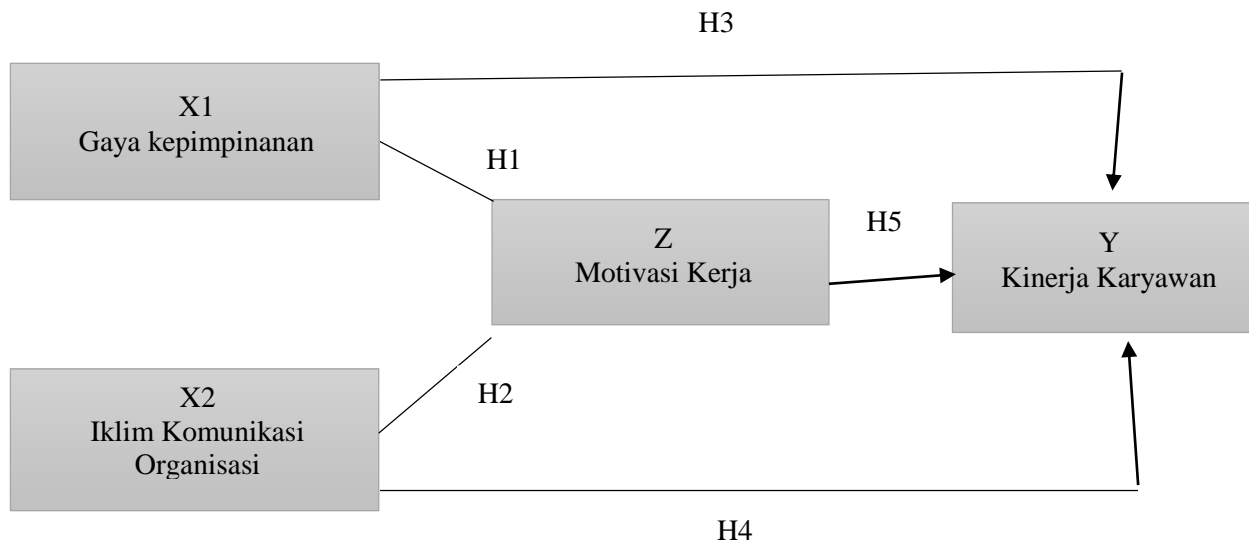 H3
X1
Gaya kepimpinanan
H1
Z
Motivasi Kerja
H5
Y
Kinerja Karyawan
X2
Iklim Komunikasi
Organisasi
H2
H4